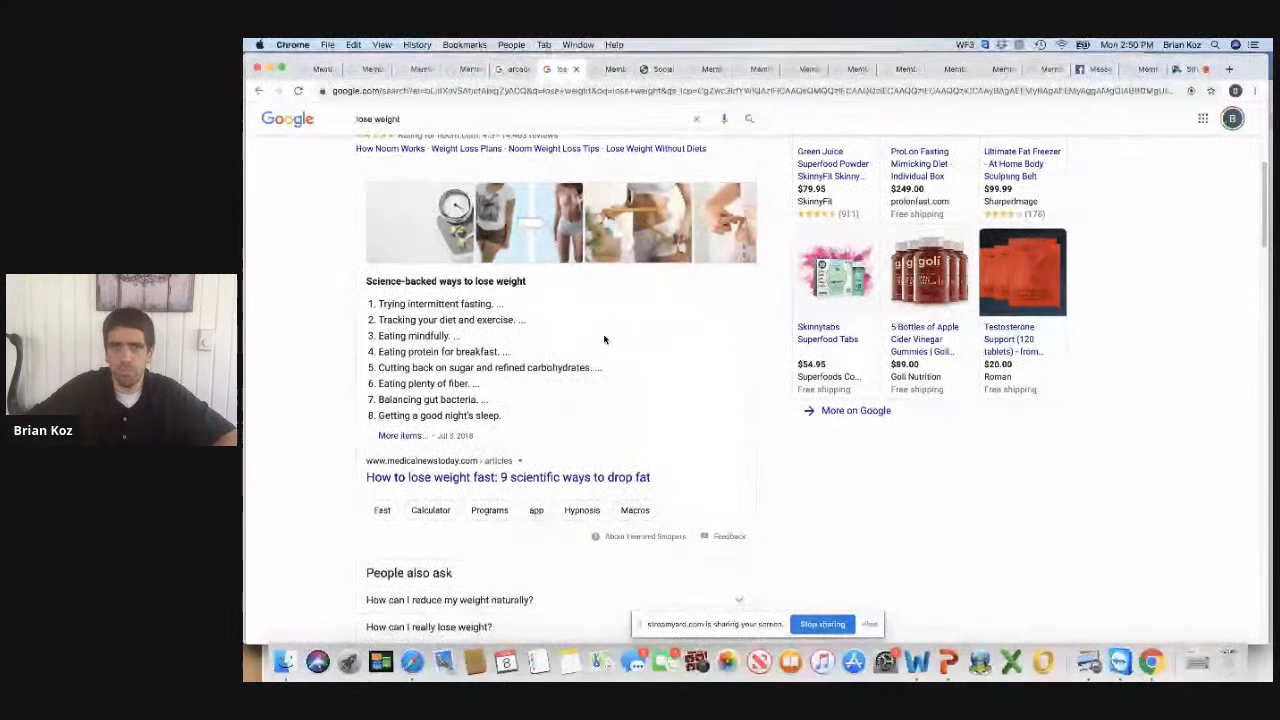 Chrome File Edit View History Bookmarks People Tab Window Help
WF3 Mon 2:50 PM Brian Koz
Social
Google
lose weight
B
How Noom Works · Weight Loss Plans · Noom Weight Loss Tips · Lose Weight Without Diets
Science-backed ways to lose weight
1. Trying intermittent fasting. ...
2. Tracking your diet and exercise. ...
3. Eating mindfully. ...
4. Eating protein for breakfast. ...
5. Cutting back on sugar and refined carbohydrates. ...
6. Eating plenty of fiber. ...
7. Balancing gut bacteria. ...
8. Getting a good night's sleep.
More items... - Jul 3, 2018
www.medicalnewstoday.com › articles
How to lose weight fast: 9 scientific ways to drop fat
Fast Calculator Programs app Hypnosis Macros
About Featured Snippets Feedback
People also ask
How can I reduce my weight naturally?
How can I really lose weight?
Green Juice Superfood Powder - SkinnyFit Skinny...
$79.95
SkinnyFit
(911)
ProLon Fasting Mimicking Diet - Individual Box
$249.00
prolonfast.com
Free shipping
Ultimate Fat Freezer - At Home Body Sculpting Belt
$99.99
SharperImage
(178)
goli
Skinnytabs Superfood Tabs
$54.95
Superfoods Co...
Free shipping
5 Bottles of Apple Cider Vinegar Gummies | Goli...
$89.00
Goli Nutrition
Free shipping
Testosterone Support (120 tablets) - from...
$20.00
Roman
Free shipping
More on Google
streamyard.com is sharing your screen.
Stop sharing
Hide
Brian Koz